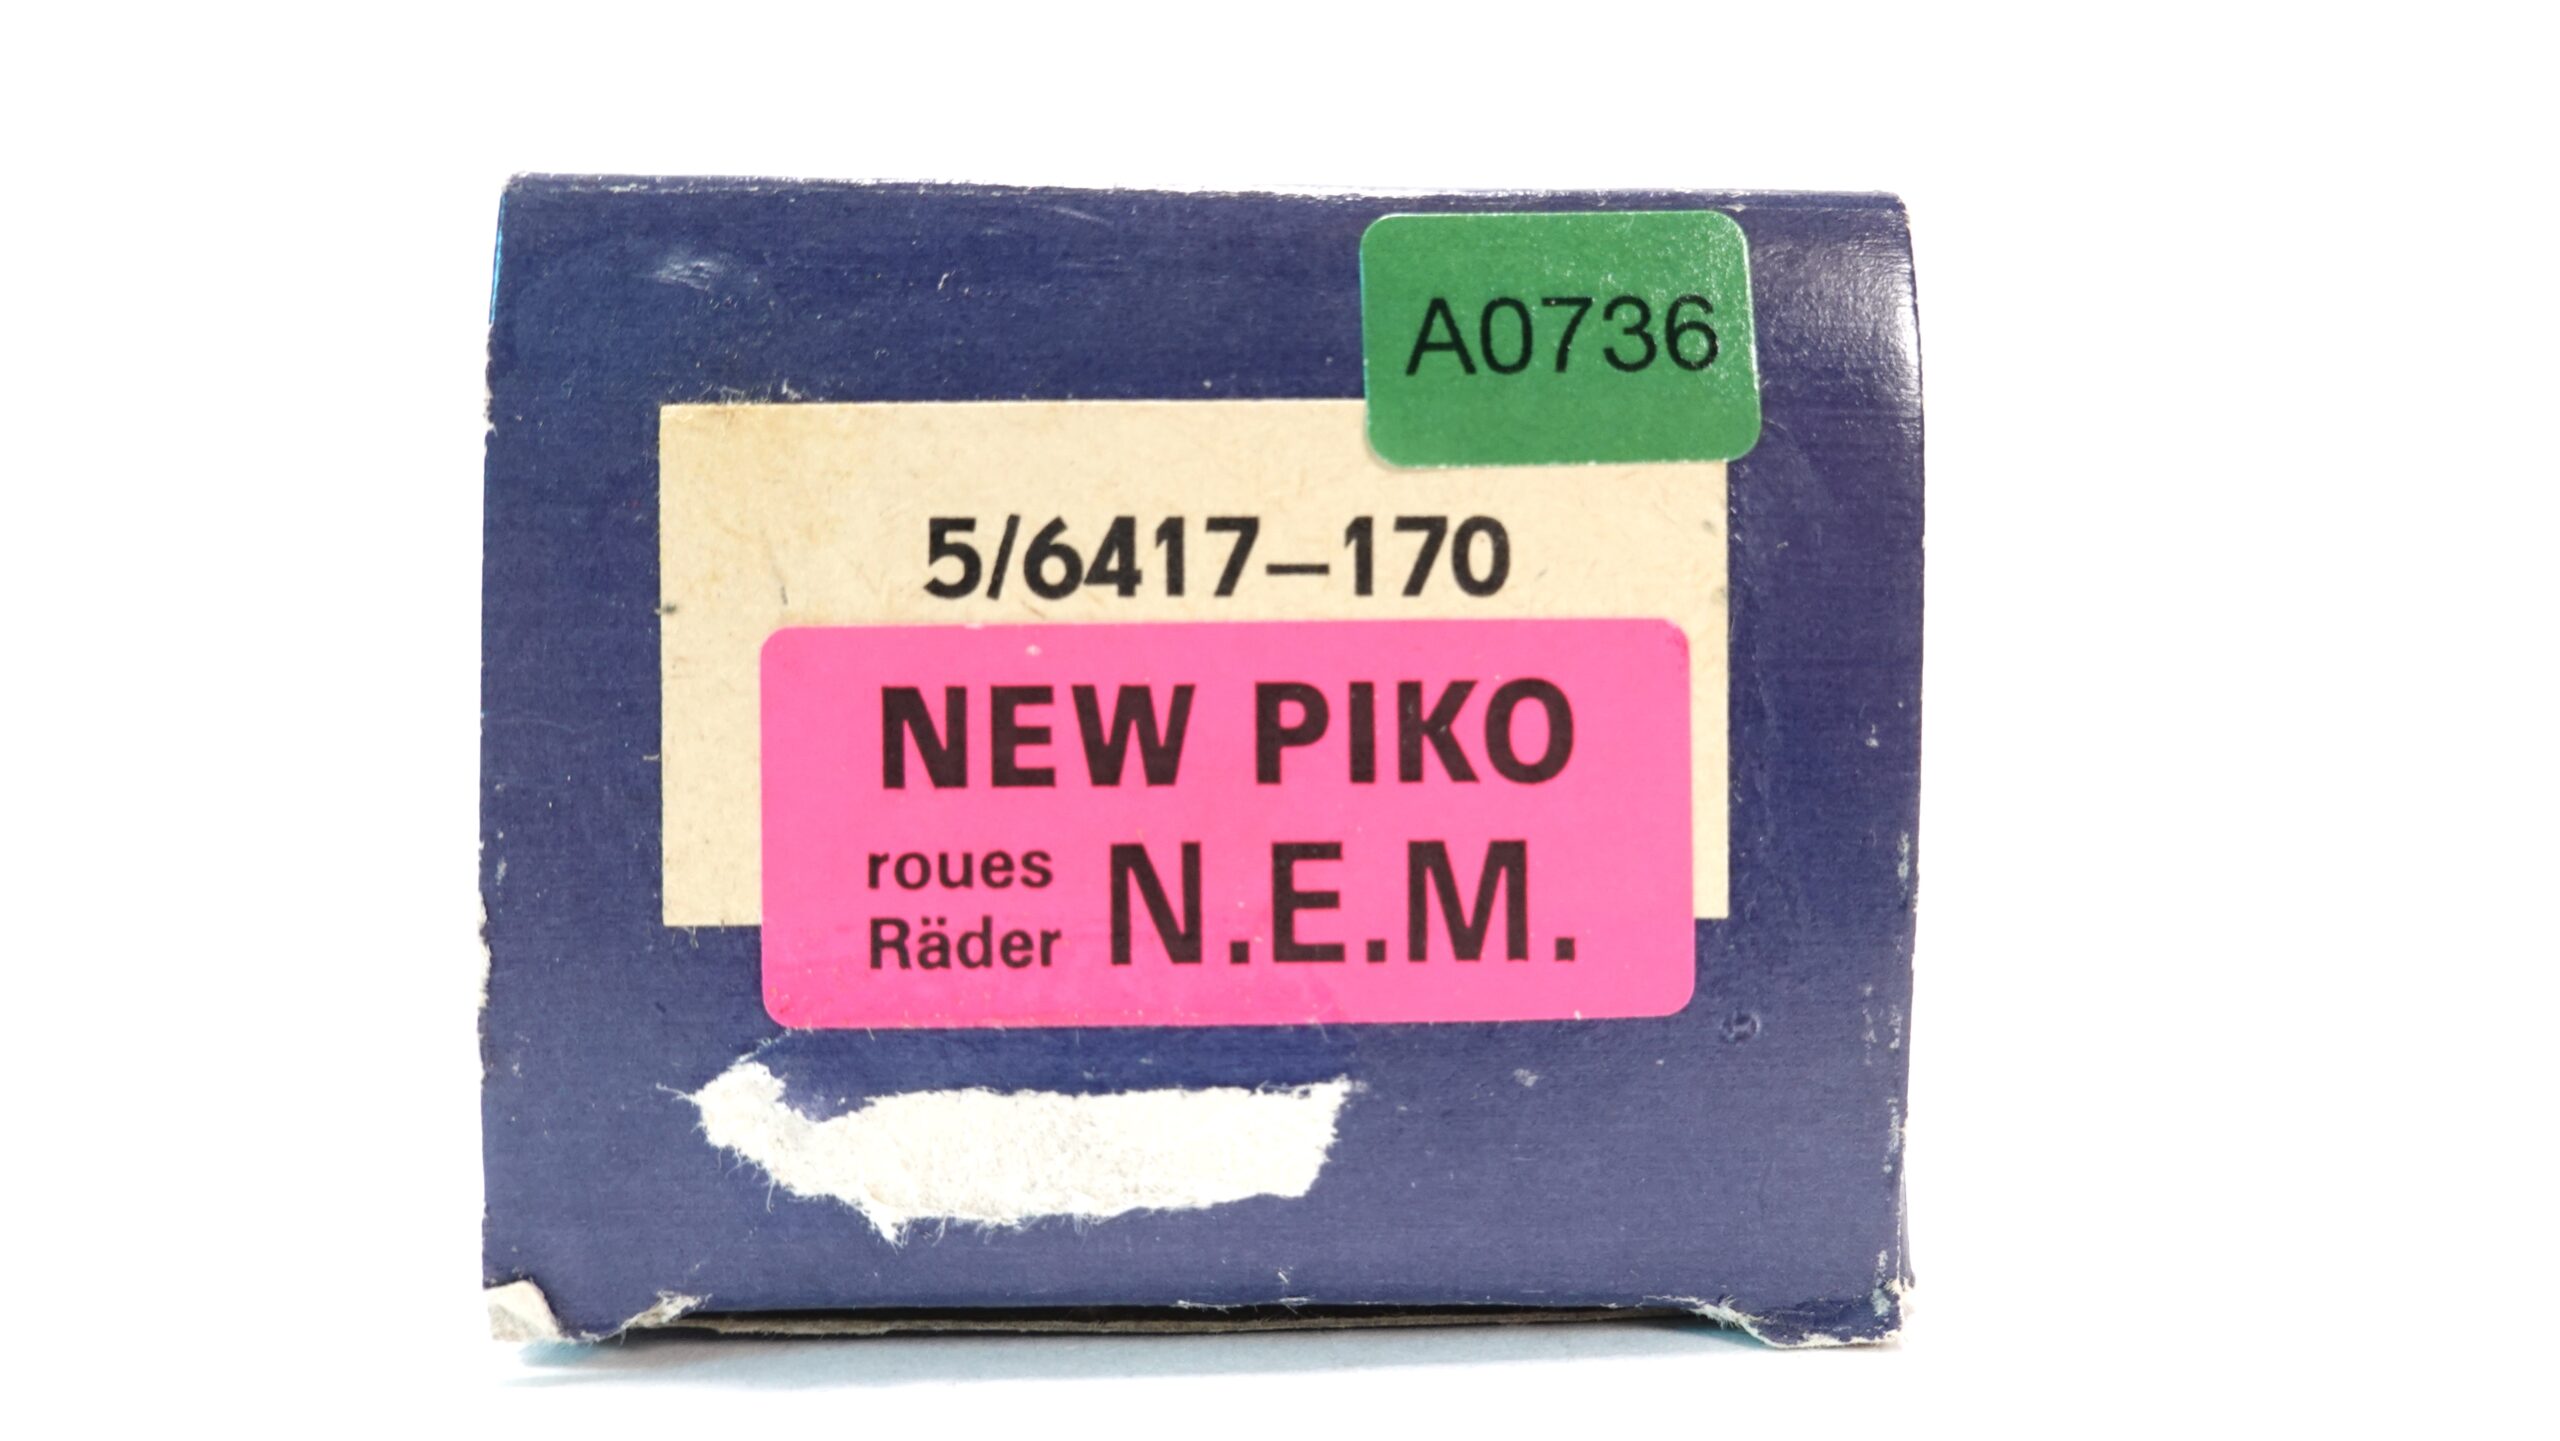 A0736
5/6417–170
NEW PIKO
roues
Räder N.E.M.